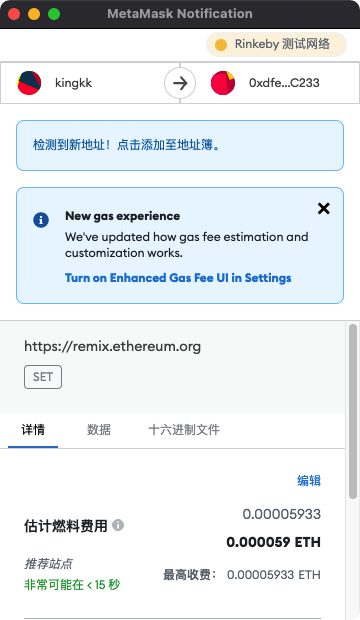 MetaMask Notification
Rinkeby 测试网络
kingkk
0xdfe...C233
检测到新地址！点击添加至地址簿。
New gas experience
We've updated how gas fee estimation and
customization works.
Turn on Enhanced Gas Fee UI in Settings
https://remix.ethereum.org
SET
详情 数据 十六进制文件
编辑
估计燃料费用 0.00005933
0.000059 ETH
推荐站点
非常可能在 < 15 秒
最高收费： 0.00005933 ETH